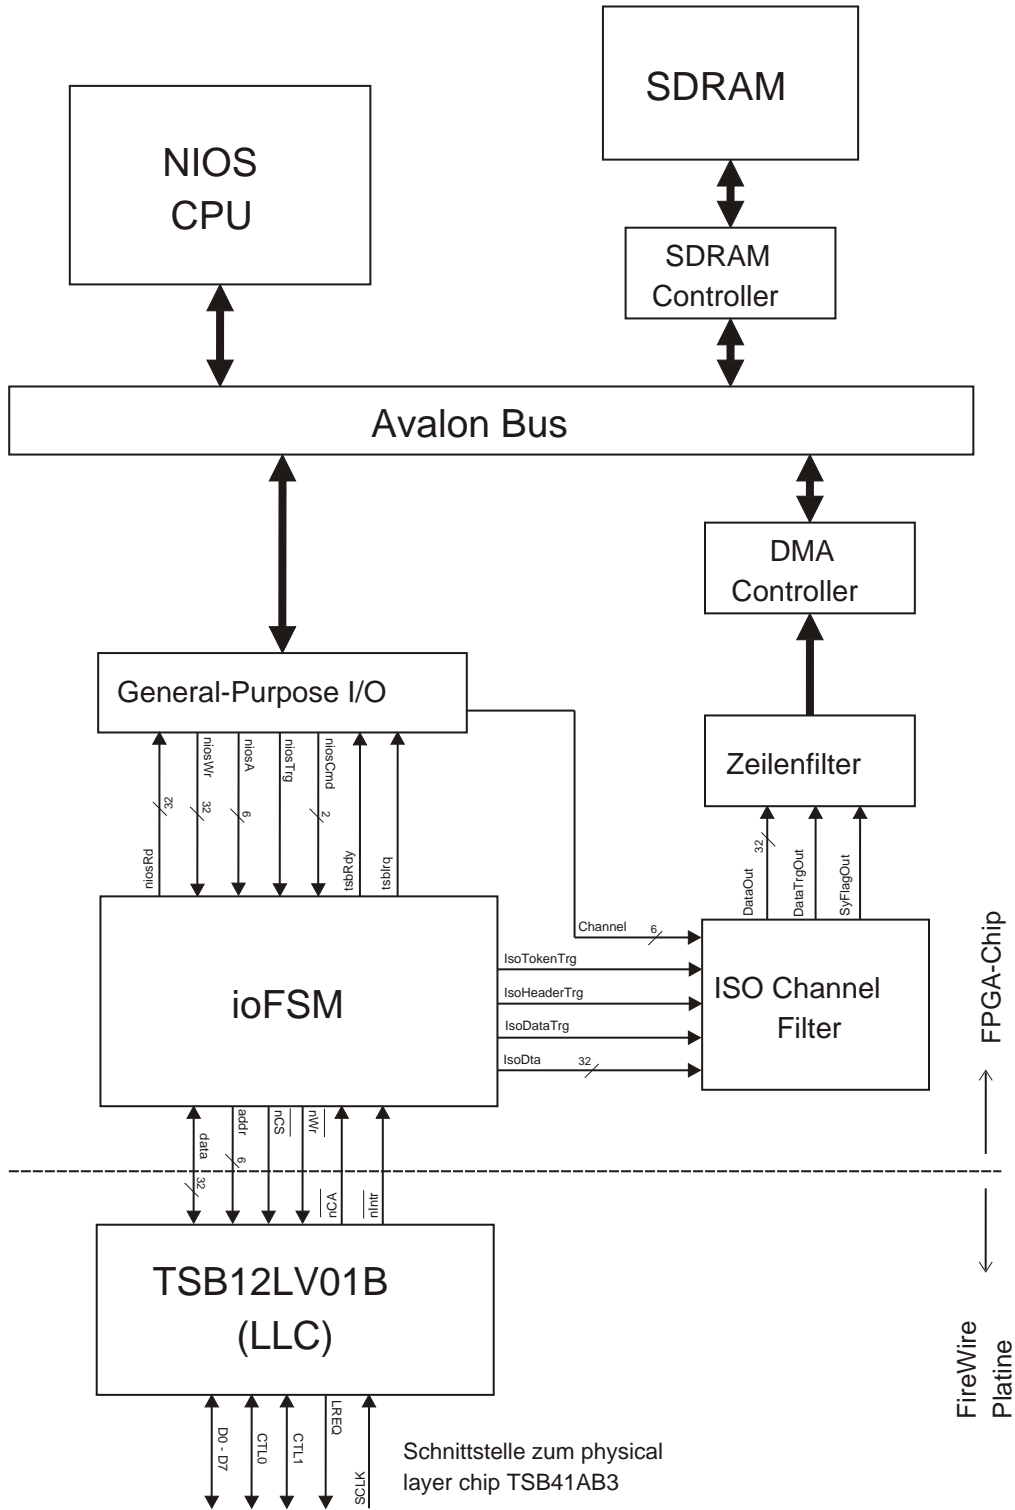 SDRAM
NIOS
CPU
SDRAM
Controller
Avalon Bus
DMA
Controller
General-Purpose I/O
Zeilenfilter
niosRd
32
niosWr
32
niosA
6
niosTrg
niosCmd
2
tsbRdy
tsbIrq
DataOut
32
DataTrgOut
SyFlagOut
Channel
6
IsoTokenTrg
IsoHeaderTrg
IsoDataTrg
IsoDta
32
ioFSM
ISO Channel
Filter
FPGA-Chip
data
32
addr
6
nCS
nWr
nCA
nIntr
TSB12LV01B
(LLC)
FireWire
Platine
D0 - D7
CTL0
CTL1
LREQ
SCLK
Schnittstelle zum physical
layer chip TSB41AB3